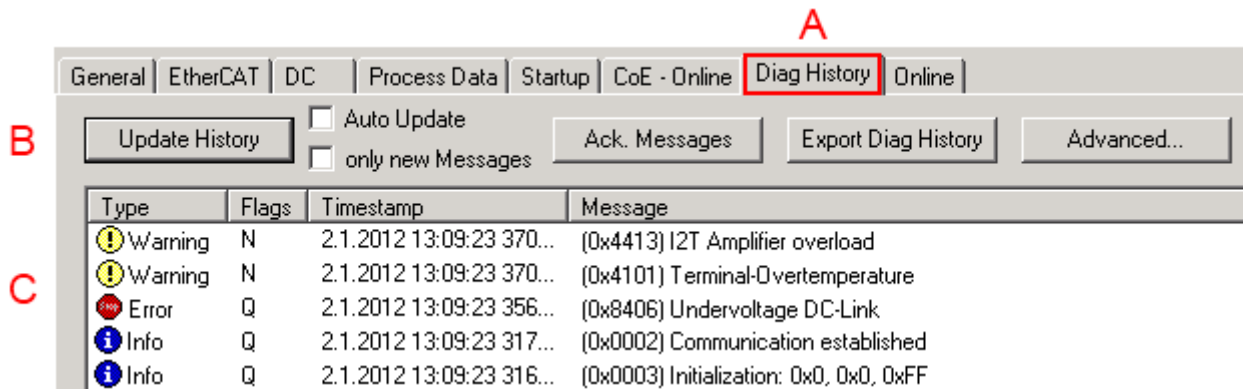 A
General EtherCAT DC Process Data Startup CoE - Online Diag History Online
B
Update History Auto Update Ack. Messages Export Diag History Advanced...
only new Messages
Type Flags Timestamp Message
Warning N 2.1.2012 13:09:23 370... (0x4413) I2T Amplifier overload
Warning N 2.1.2012 13:09:23 370... (0x4101) Terminal-Overtemperature
C
Error Q 2.1.2012 13:09:23 356... (0x8406) Undervoltage DC-Link
Info Q 2.1.2012 13:09:23 317... (0x0002) Communication established
Info Q 2.1.2012 13:09:23 316... (0x0003) Initialization: 0x0, 0x0, 0xFF